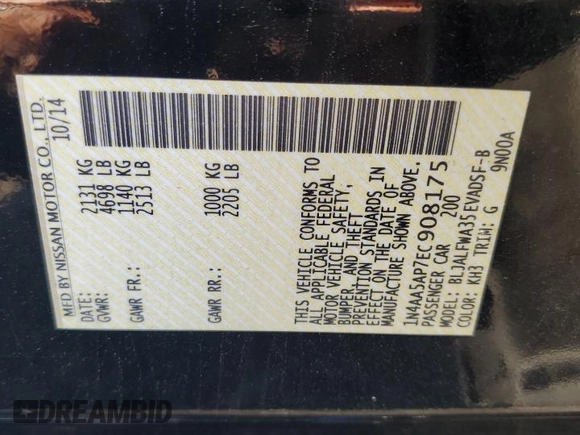 MFD BY NISSAN MOTOR CO., LTD.
DATE: 10/14
GVWR: 2131 KG
4698 LB
GAWR FR.: 1140 KG
2513 LB
GAWR RR.: 1000 KG
2205 LB
THIS VEHICLE CONFORMS TO
ALL APPLICABLE FEDERAL
MOTOR VEHICLE SAFETY,
BUMPER, AND THEFT
PREVENTION STANDARDS IN
EFFECT ON THE DATE OF
MANUFACTURE SHOWN ABOVE.
1N4AA5AP7EC908175
PASSENGER CAR 200
MODEL: BLJALFWA35EVADSF-B
COLOR: KH3 TRIM: G 9N00A
DREAMBID